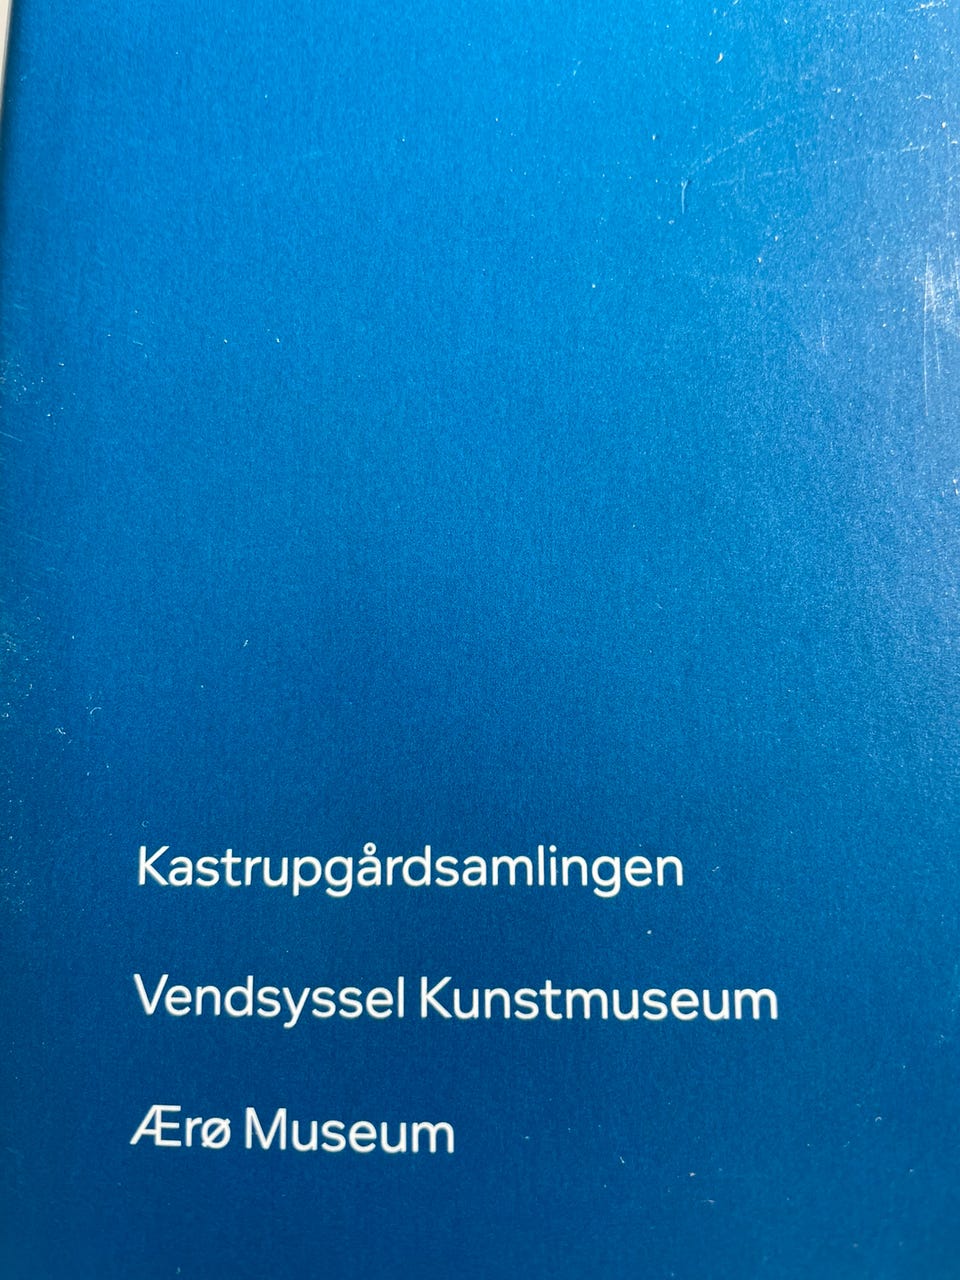 Kastrupgårdsamlingen
Vendsyssel Kunstmuseum
Ærø Museum